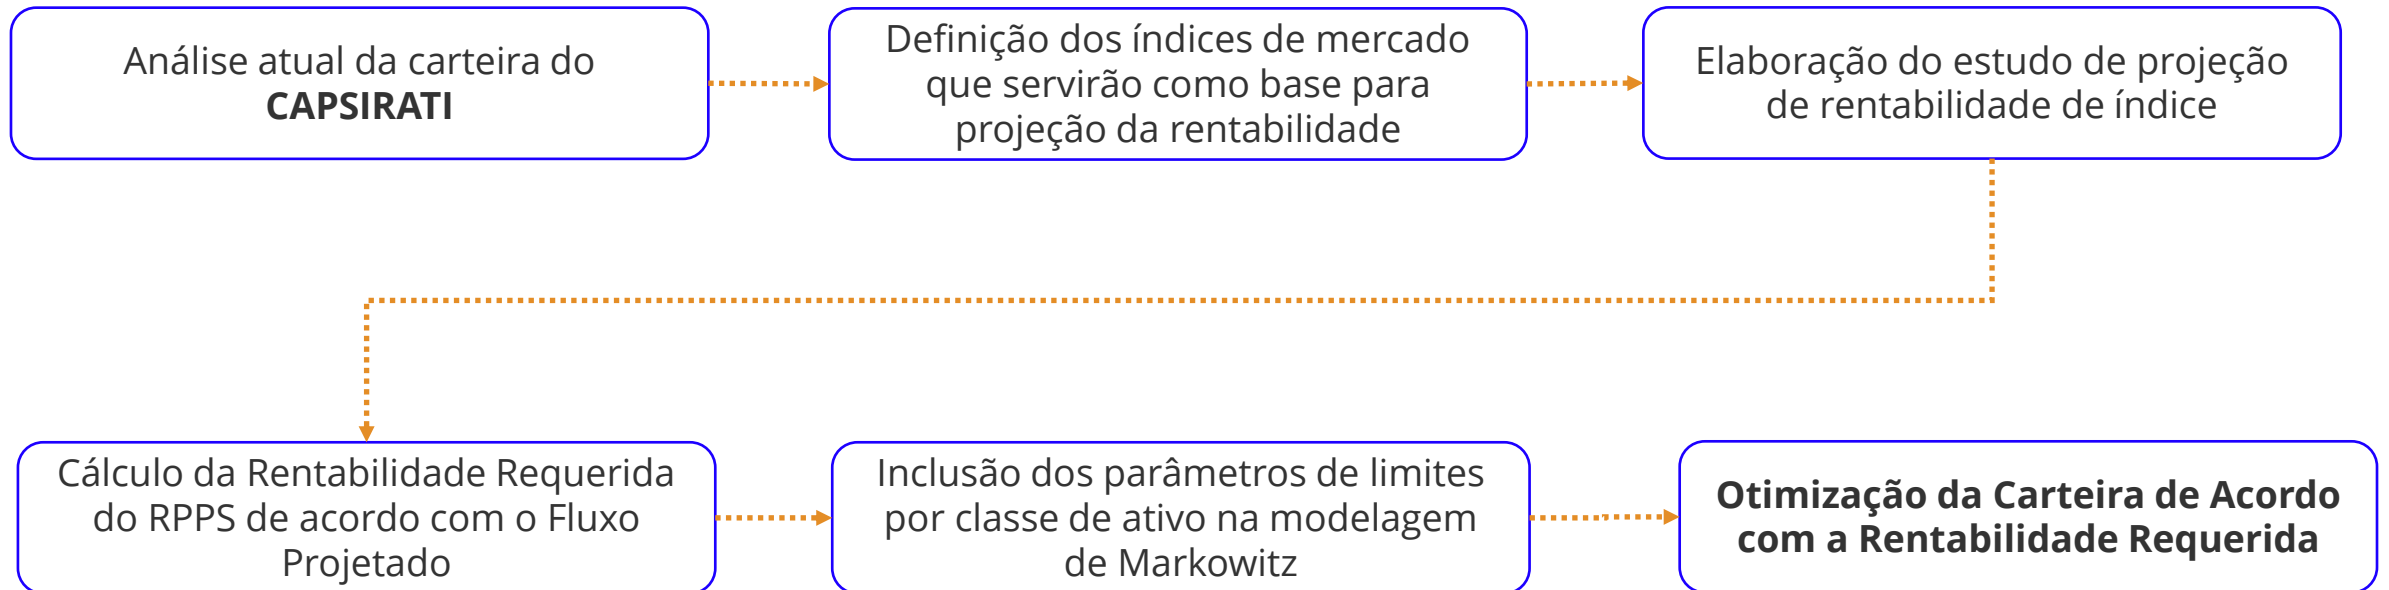 Análise atual da carteira do
CAPSIRATI
Definição dos índices de mercado
que servirão como base para
projeção da rentabilidade
Elaboração do estudo de projeção
de rentabilidade de índice
Cálculo da Rentabilidade Requerida
do RPPS de acordo com o Fluxo
Projetado
Inclusão dos parâmetros de limites
por classe de ativo na modelagem
de Markowitz
Otimização da Carteira de Acordo
com a Rentabilidade Requerida